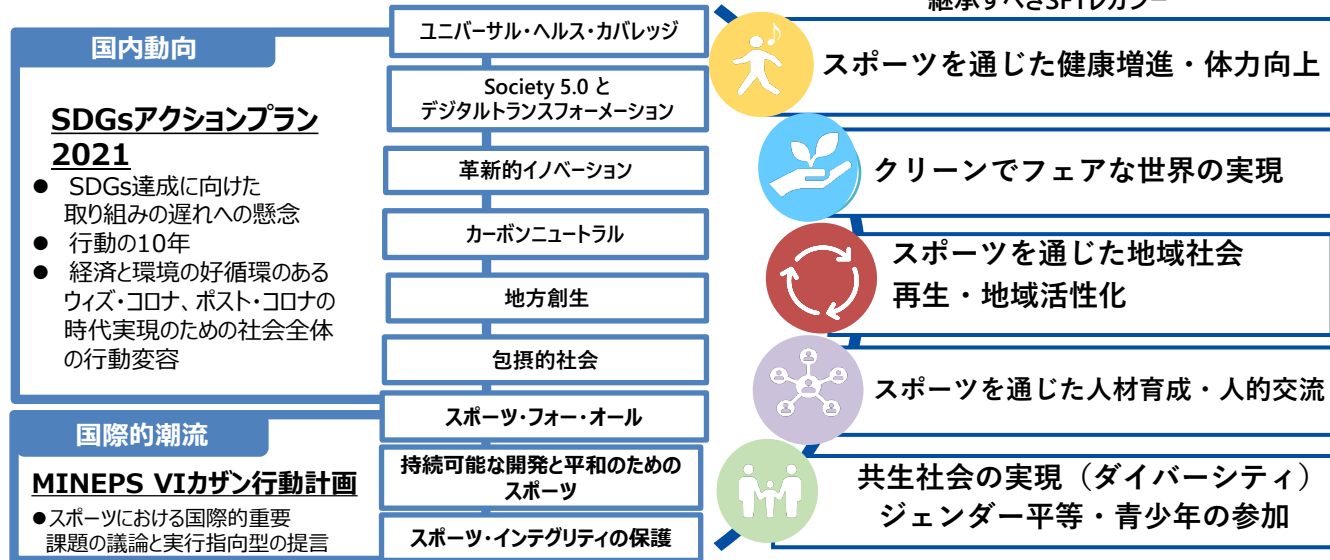 国内動向
SDGsアクションプラン
2021
● SDGs達成に向けた
取り組みの遅れへの懸念
● 行動の10年
● 経済と環境の好循環のある
ウィズ・コロナ、ポスト・コロナの
時代実現のための社会全体
の行動変容
国際的潮流
MINEPS VIカザン行動計画
●スポーツにおける国際的重要
課題の議論と実行指向型の提言
ユニバーサル・ヘルス・カバレッジ
Society 5.0 と
デジタルトランスフォーメーション
革新的イノベーション
カーボンニュートラル
地方創生
包摂的社会
スポーツ・フォー・オール
持続可能な開発と平和のための
スポーツ
スポーツ・インテグリティの保護
継承すべきSFTレガシー
スポーツを通じた健康増進・体力向上
クリーンでフェアな世界の実現
スポーツを通じた地域社会
再生・地域活性化
スポーツを通じた人材育成・人的交流
共生社会の実現（ダイバーシティ）
ジェンダー平等・青少年の参加